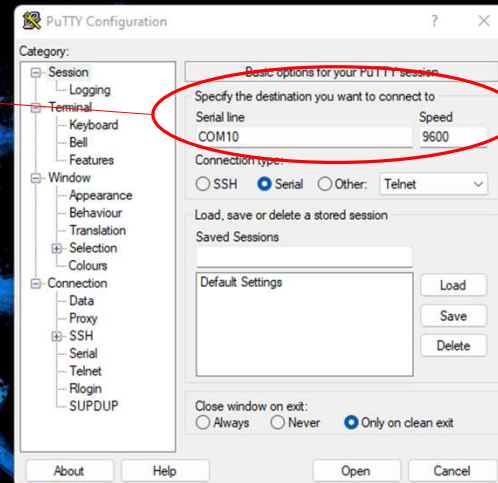 PuTTY Configuration
?
Category:
Session
Logging
Terminal
Keyboard
Bell
Features
Window
Appearance
Behaviour
Translation
Selection
Colours
Connection
Data
Proxy
SSH
Serial
Telnet
Rlogin
SUPDUP
Basic options for your PuTTY session
Specify the destination you want to connect to
Serial line Speed
COM10 9600
Connection type:
SSH Serial Other: Telnet
Load, save or delete a stored session
Saved Sessions
Default Settings
Load
Save
Delete
Close window on exit:
Always Never Only on clean exit
About Help Open Cancel